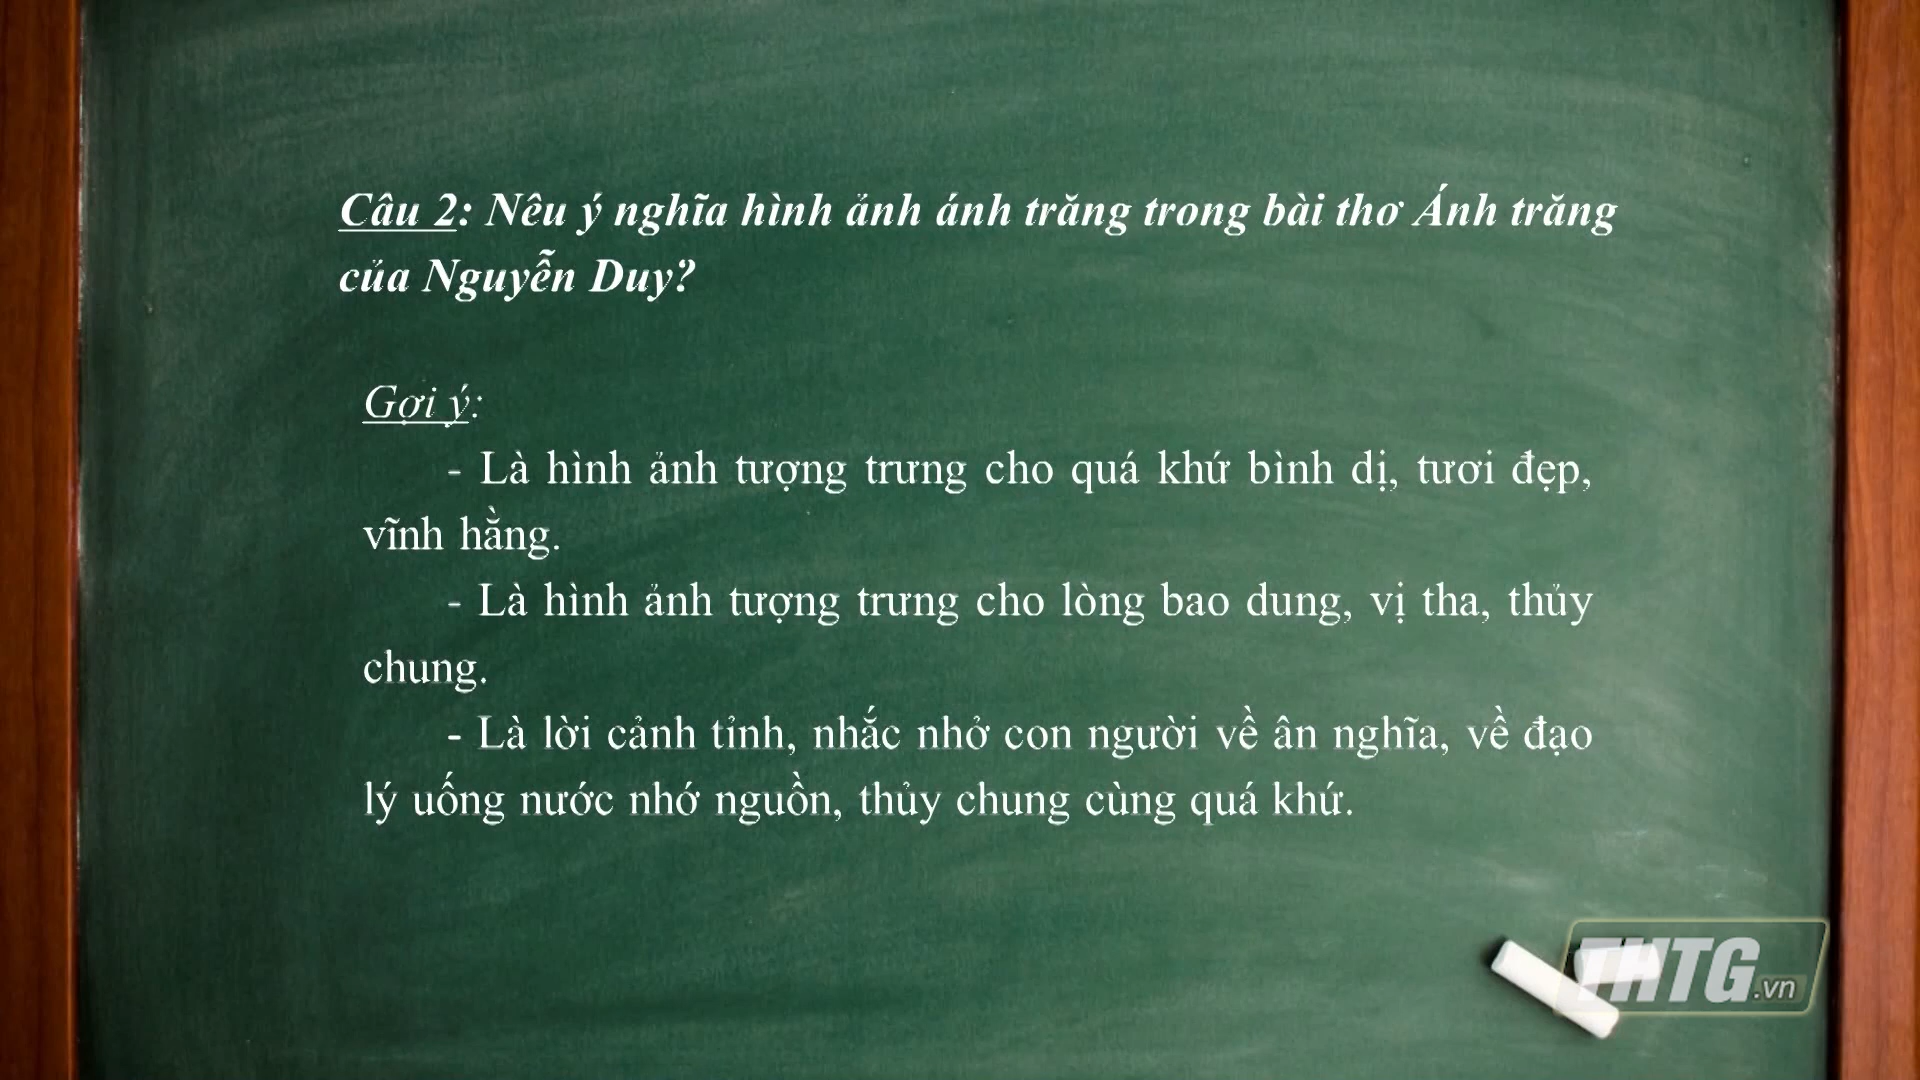 Câu 2: Nêu ý nghĩa hình ảnh ánh trăng trong bài thơ Ánh trăng
của Nguyễn Duy?
Gợi ý:
- Là hình ảnh tượng trưng cho quá khứ bình dị, tươi đẹp,
vĩnh hằng.
- Là hình ảnh tượng trưng cho lòng bao dung, vị tha, thủy
chung.
- Là lời cảnh tỉnh, nhắc nhở con người về ân nghĩa, về đạo
lý uống nước nhớ nguồn, thủy chung cùng quá khứ.
THTG.vn